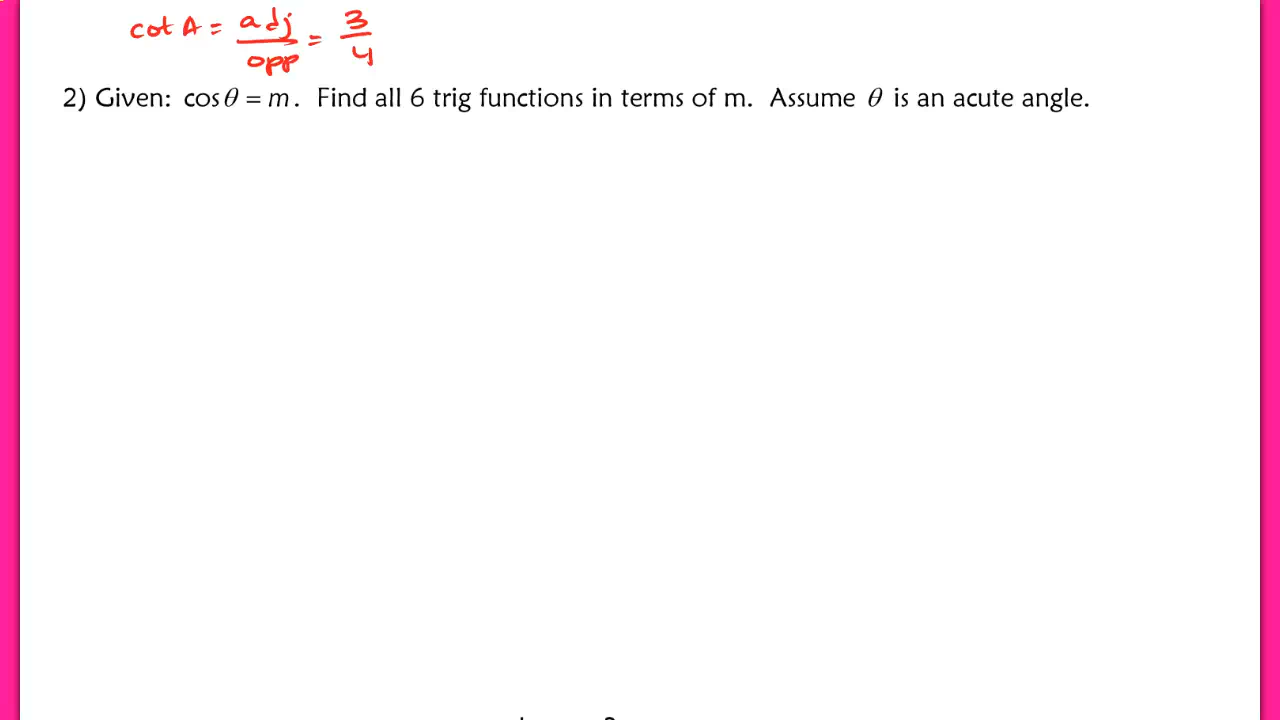 cot A = adj/opp = 3/4
2) Given: cos θ = m. Find all 6 trig functions in terms of m. Assume θ is an acute angle.